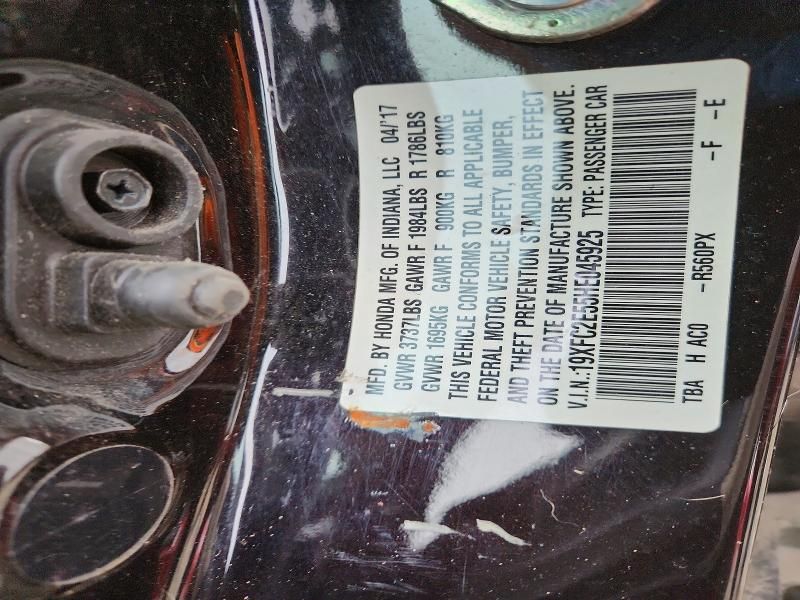 MFD. BY HONDA MFG. OF INDIANA, LLC 04/'17
GVWR 3737LBS GAWR F 1984LBS R 1786LBS
GVWR 1695KG GAWR F 900KG R 810KG
THIS VEHICLE CONFORMS TO ALL APPLICABLE
FEDERAL MOTOR VEHICLE SAFETY, BUMPER,
AND THEFT PREVENTION STANDARDS IN EFFECT
ON THE DATE OF MANUFACTURE SHOWN ABOVE.
V.I.N.:19XFC2F55HE045925 TYPE: PASSENGER CAR
TBA H AC0 -R560PX -F -E